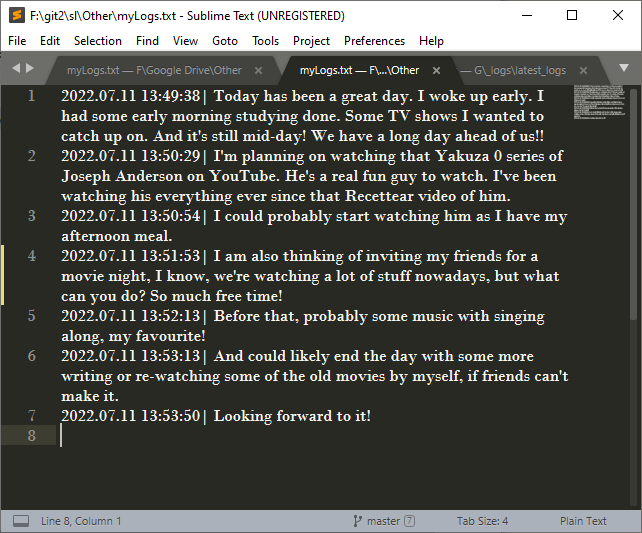 F:\git2\sl\Other\myLogs.txt - Sublime Text (UNREGISTERED)
File Edit Selection Find View Goto Tools Project Preferences Help
myLogs.txt — F\Google Drive\Other myLogs.txt — F\...\Other — G\_logs\latest_logs
1 2022.07.11 13:49:38| Today has been a great day. I woke up early. I
had some early morning studying done. Some TV shows I wanted to
catch up on. And it's still mid-day! We have a long day ahead of us!!
2 2022.07.11 13:50:29| I'm planning on watching that Yakuza 0 series of
Joseph Anderson on YouTube. He's a real fun guy to watch. I've been
watching his everything ever since that Recettear video of him.
3 2022.07.11 13:50:54| I could probably start watching him as I have my
afternoon meal.
4 2022.07.11 13:51:53| I am also thinking of inviting my friends for a
movie night, I know, we're watching a lot of stuff nowadays, but what
can you do? So much free time!
5 2022.07.11 13:52:13| Before that, probably some music with singing
along, my favourite!
6 2022.07.11 13:53:13| And could likely end the day with some more
writing or re-watching some of the old movies by myself, if friends can't
make it.
7 2022.07.11 13:53:50| Looking forward to it!
8
Line 8, Column 1 master 7 Tab Size: 4 Plain Text